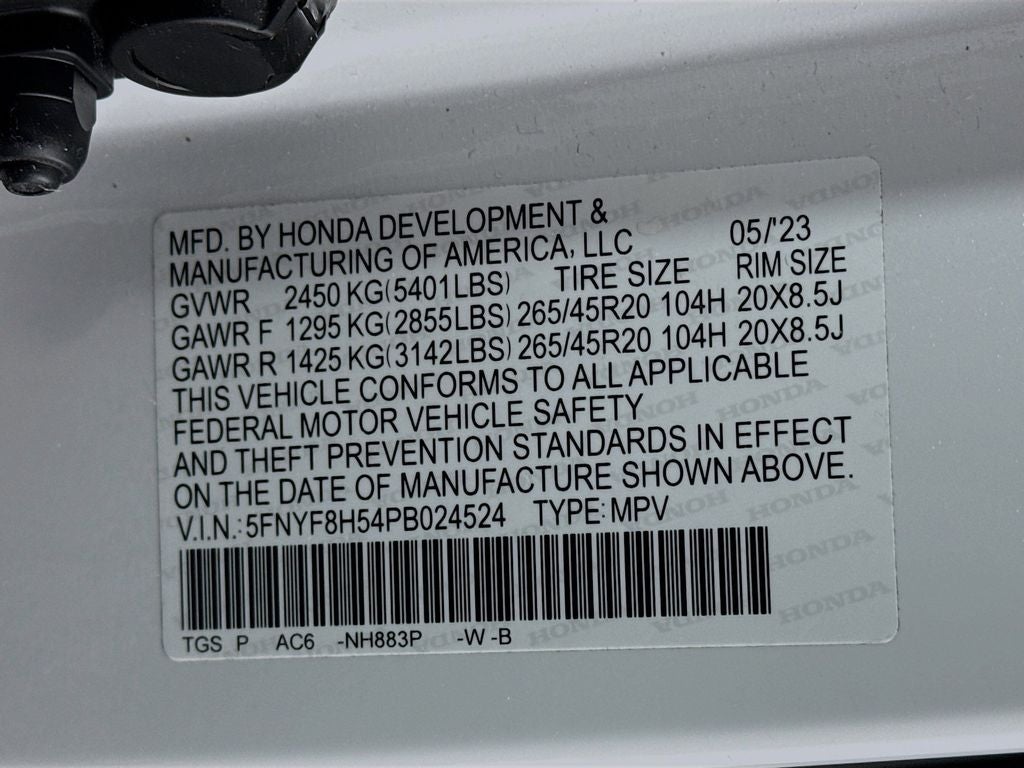 MFD. BY HONDA DEVELOPMENT &
MANUFACTURING OF AMERICA, LLC 05/'23
GVWR 2450 KG(5401LBS) TIRE SIZE RIM SIZE
GAWR F 1295 KG(2855LBS) 265/45R20 104H 20X8.5J
GAWR R 1425 KG(3142LBS) 265/45R20 104H 20X8.5J
THIS VEHICLE CONFORMS TO ALL APPLICABLE
FEDERAL MOTOR VEHICLE SAFETY
AND THEFT PREVENTION STANDARDS IN EFFECT
ON THE DATE OF MANUFACTURE SHOWN ABOVE.
V.I.N.: 5FNYF8H54PB024524 TYPE: MPV
TGS P AC6 -NH883P -W -B